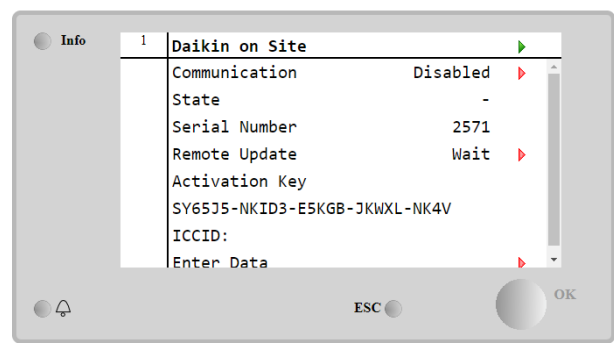 Info
1 Daikin on Site
Communication Disabled
State -
Serial Number 2571
Remote Update Wait
Activation Key
SY65J5-NKID3-E5KGB-JKWXL-NK4V
ICCID:
Enter Data
ESC OK